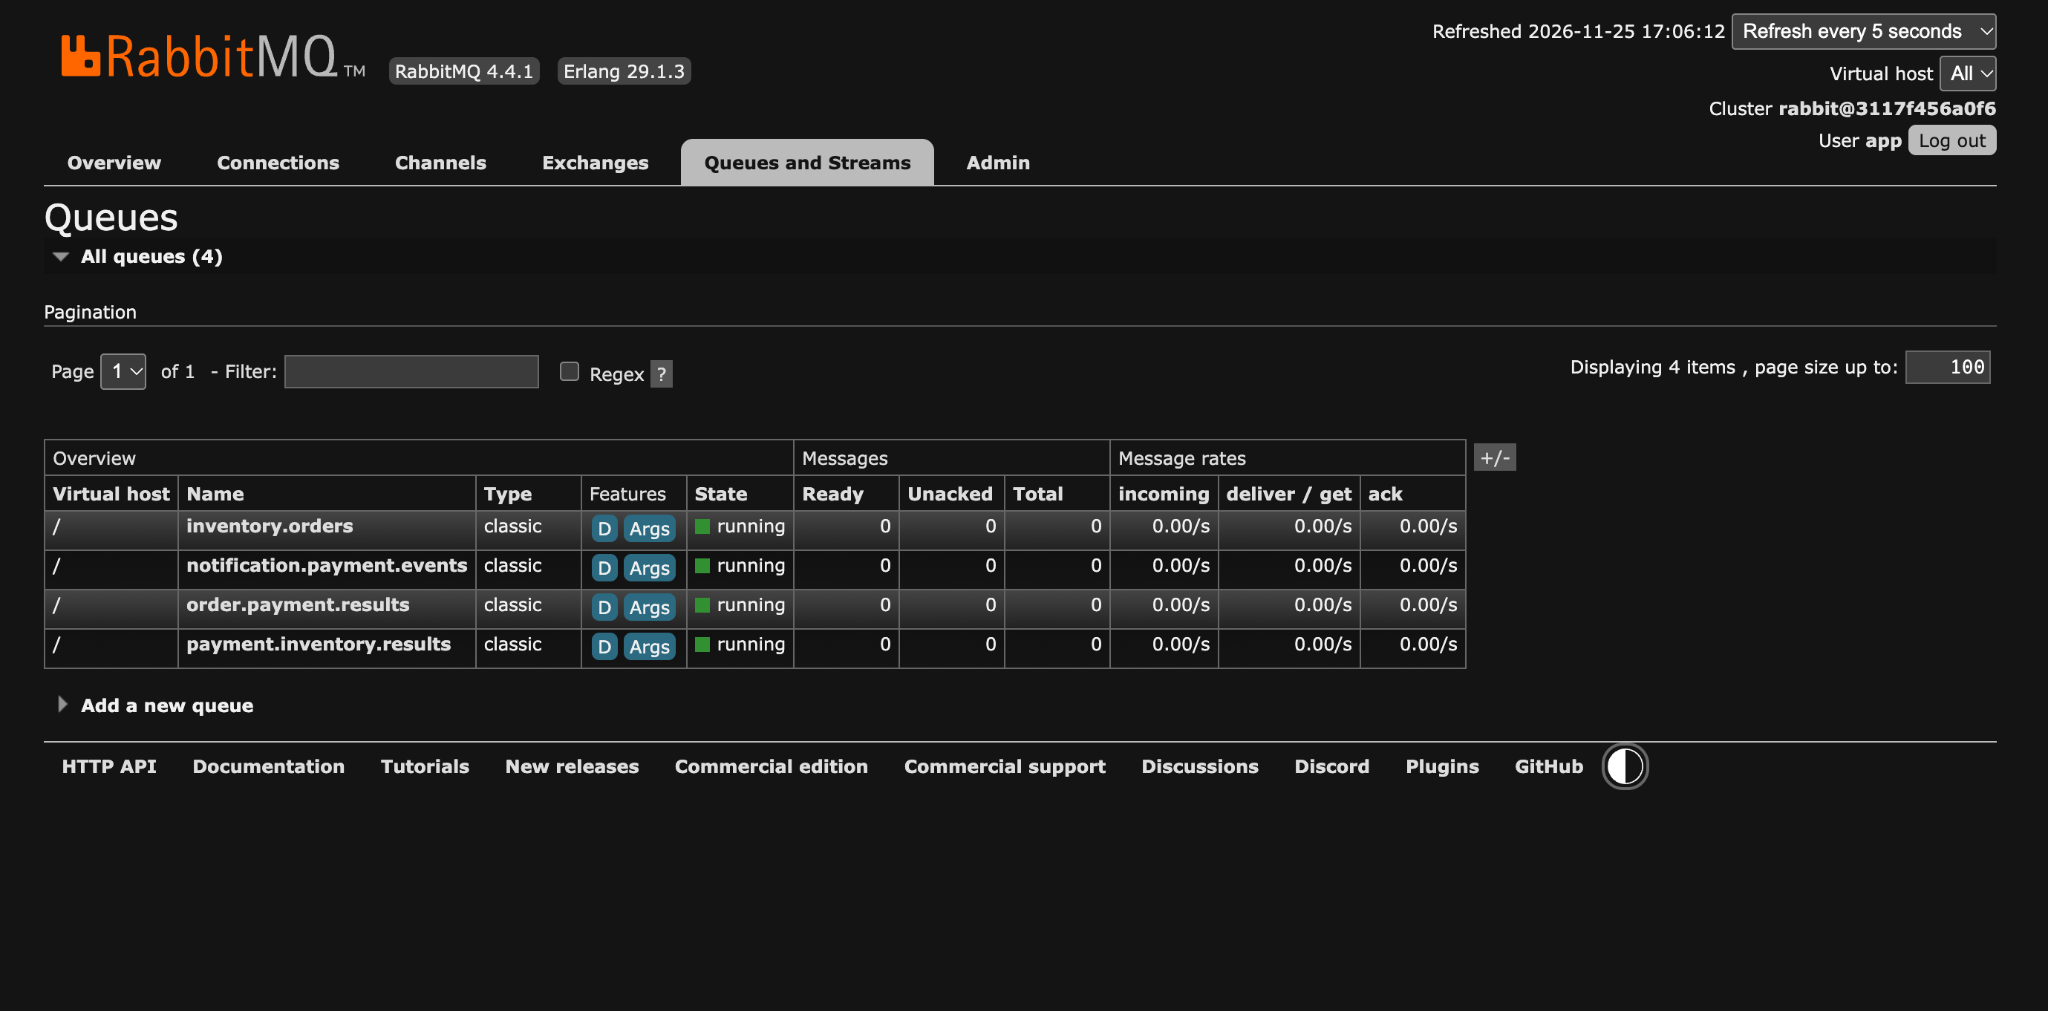 Refreshed 2026-11-25 17:06:12 Refresh every 5 seconds
RabbitMQ TM RabbitMQ 4.4.1 Erlang 29.1.3
Virtual host All
Cluster rabbit@3117f456a0f6
User app Log out
Overview Connections Channels Exchanges Queues and Streams Admin
Queues
All queues (4)
Pagination
Page 1 of 1 - Filter: Regex ? Displaying 4 items , page size up to: 100
Overview Messages Message rates +/-
Virtual host Name Type Features State Ready Unacked Total incoming deliver / get ack
/ inventory.orders classic D Args running 0 0 0 0.00/s 0.00/s 0.00/s
/ notification.payment.events classic D Args running 0 0 0 0.00/s 0.00/s 0.00/s
/ order.payment.results classic D Args running 0 0 0 0.00/s 0.00/s 0.00/s
/ payment.inventory.results classic D Args running 0 0 0 0.00/s 0.00/s 0.00/s
Add a new queue
HTTP API Documentation Tutorials New releases Commercial edition Commercial support Discussions Discord Plugins GitHub